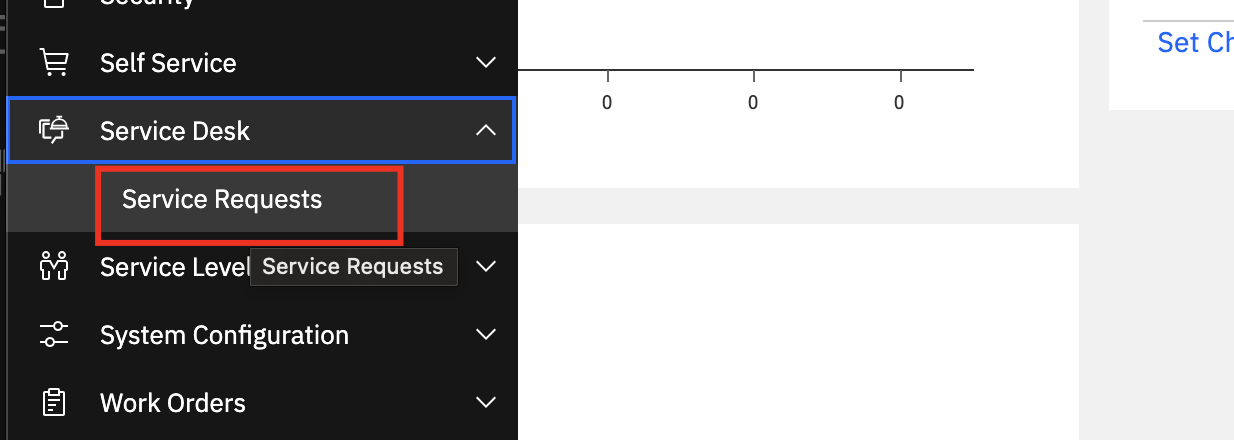 Security
Self Service
Service Desk
Service Requests
Service Level
Service Requests
System Configuration
Work Orders
0 0 0
Set